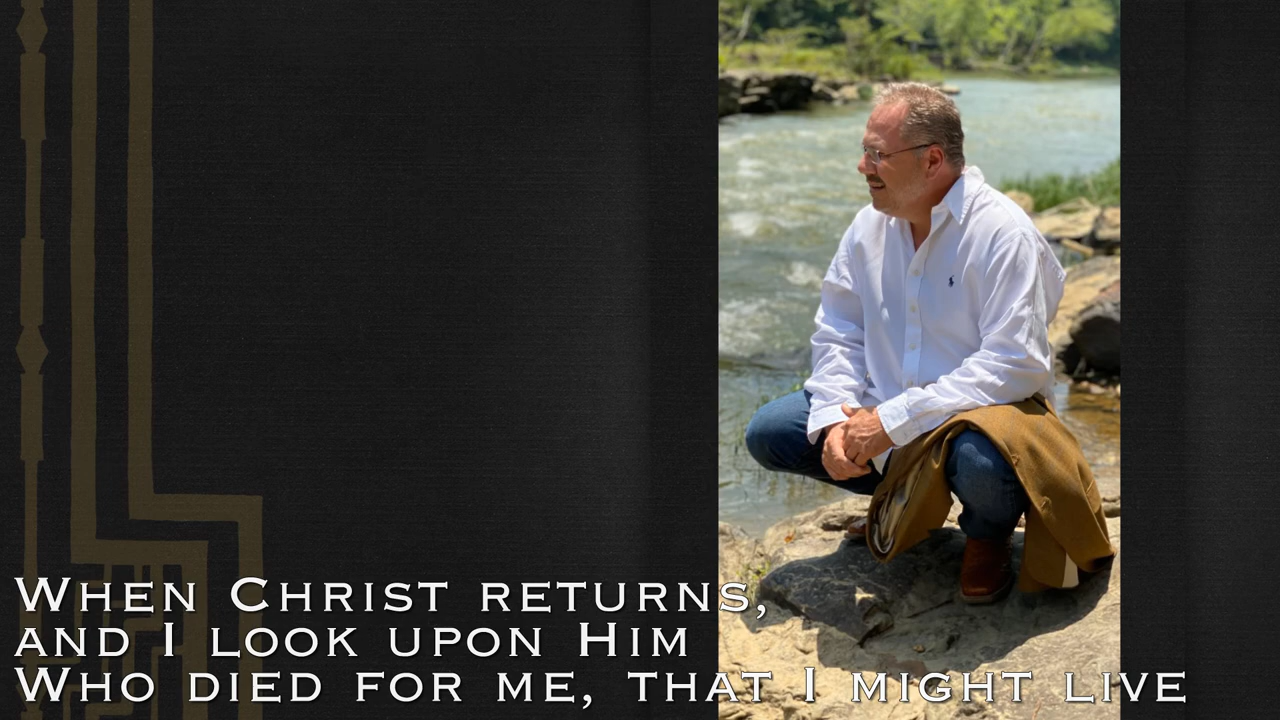 When Christ returns,
and I look upon Him
Who died for me, that I might live